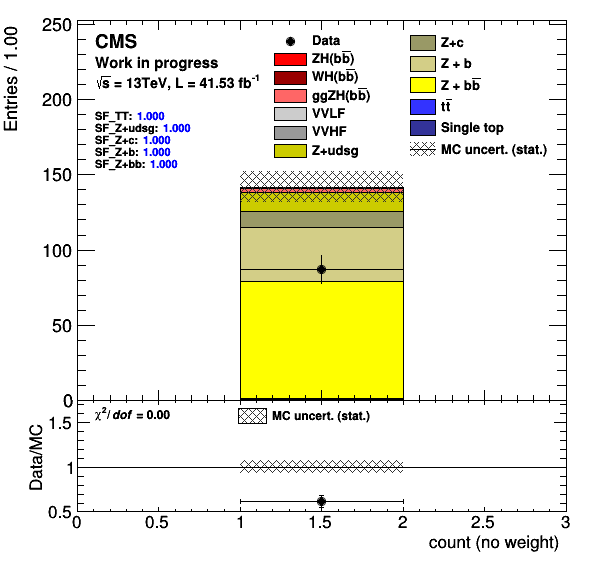 CMS
Work in progress
√s = 13TeV, L = 41.53 fb⁻¹
SF_TT: 1.000
SF_Z+udsg: 1.000
SF_Z+c: 1.000
SF_Z+b: 1.000
SF_Z+bb: 1.000
Data
ZH(bb̅)
WH(bb̅)
ggZH(bb̅)
VVLF
VVHF
Z+udsg
Z+c
Z + b
Z + bb̅
tt̅
Single top
MC uncert. (stat.)
Entries / 1.00
250
200
150
100
50
0
χ²/dof = 0.00
MC uncert. (stat.)
Data/MC
1.5
1
0.5
0 0.5 1 1.5 2 2.5 3
count (no weight)